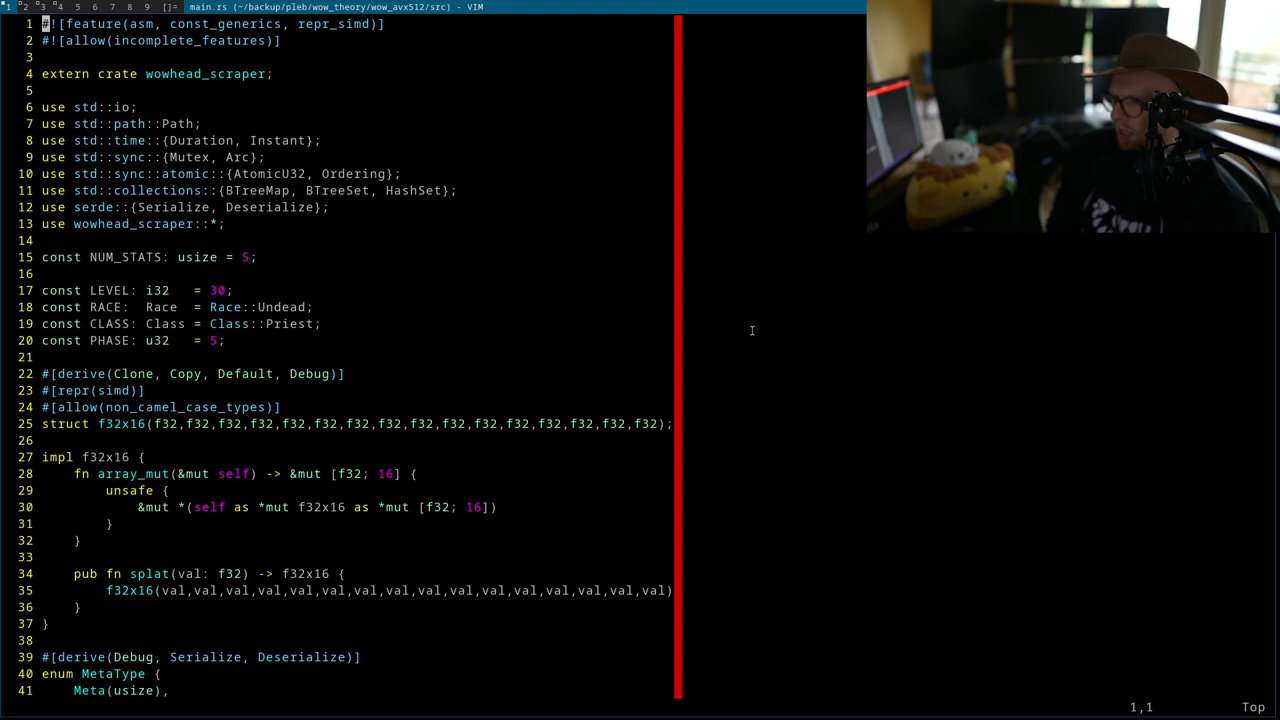 1 2 3 4 5 6 7 8 9 []= main.rs (~/backup/pleb/wow_theory/wow_avx512/src) - VIM
1 #![feature(asm, const_generics, repr_simd)]
2 #![allow(incomplete_features)]
3
4 extern crate wowhead_scraper;
5
6 use std::io;
7 use std::path::Path;
8 use std::time::{Duration, Instant};
9 use std::sync::{Mutex, Arc};
10 use std::sync::atomic::{AtomicU32, Ordering};
11 use std::collections::{BTreeMap, BTreeSet, HashSet};
12 use serde::{Serialize, Deserialize};
13 use wowhead_scraper::*;
14
15 const NUM_STATS: usize = 5;
16
17 const LEVEL: i32   = 30;
18 const RACE:  Race  = Race::Undead;
19 const CLASS: Class = Class::Priest;
20 const PHASE: u32   = 5;
21
22 #[derive(Clone, Copy, Default, Debug)]
23 #[repr(simd)]
24 #[allow(non_camel_case_types)]
25 struct f32x16(f32,f32,f32,f32,f32,f32,f32,f32,f32,f32,f32,f32,f32,f32,f32,f32);
26
27 impl f32x16 {
28     fn array_mut(&mut self) -> &mut [f32; 16] {
29         unsafe {
30             &mut *(self as *mut f32x16 as *mut [f32; 16])
31         }
32     }
33
34     pub fn splat(val: f32) -> f32x16 {
35         f32x16(val,val,val,val,val,val,val,val,val,val,val,val,val,val,val,val)
36     }
37 }
38
39 #[derive(Debug, Serialize, Deserialize)]
40 enum MetaType {
41     Meta(usize),
1,1 Top